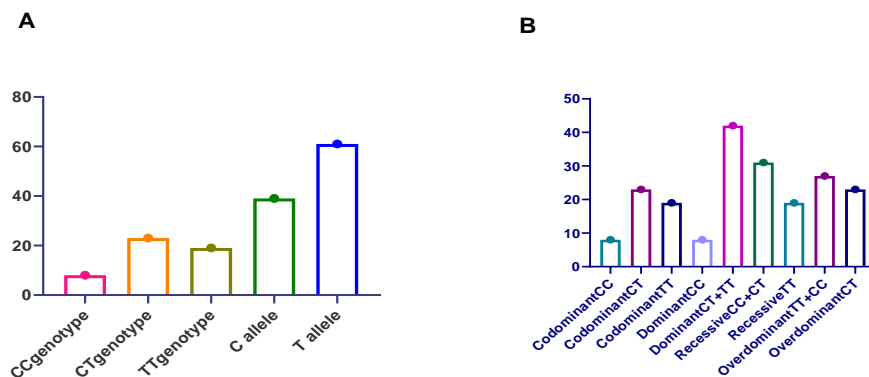 A
80
60
40
20
0
CCgenotype
CTgenotype
TTgenotype
C allele
T allele
B
50
40
30
20
10
0
CodominantCC
CodominantCT
CodominantTT
DominantCC
DominantCT+TT
RecessiveCC+CT
RecessiveTT
OverdominantTT+CC
OverdominantCT